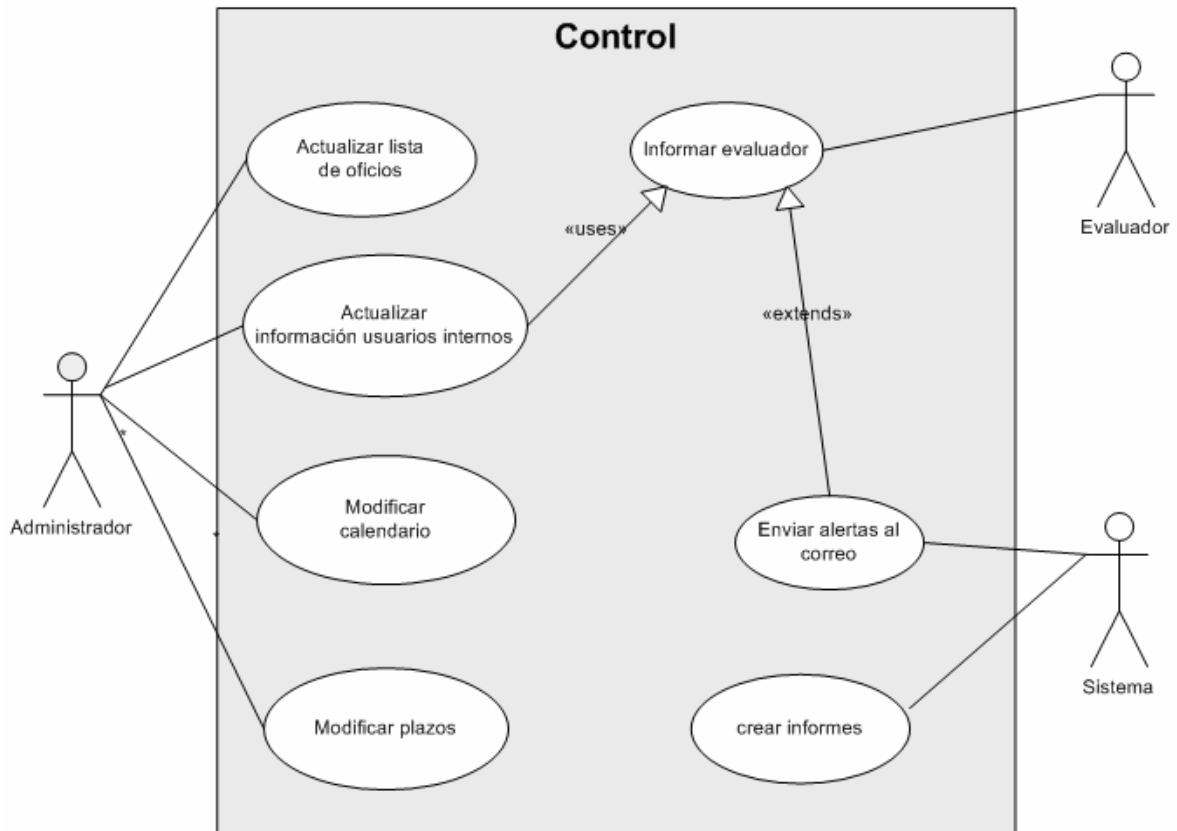 Control
Actualizar lista
de oficios
Informar evaluador
Evaluador
«uses»
Actualizar
información usuarios internos
«extends»
Administrador
*
Modificar
calendario
*
Enviar alertas al
correo
Sistema
Modificar plazos
crear informes